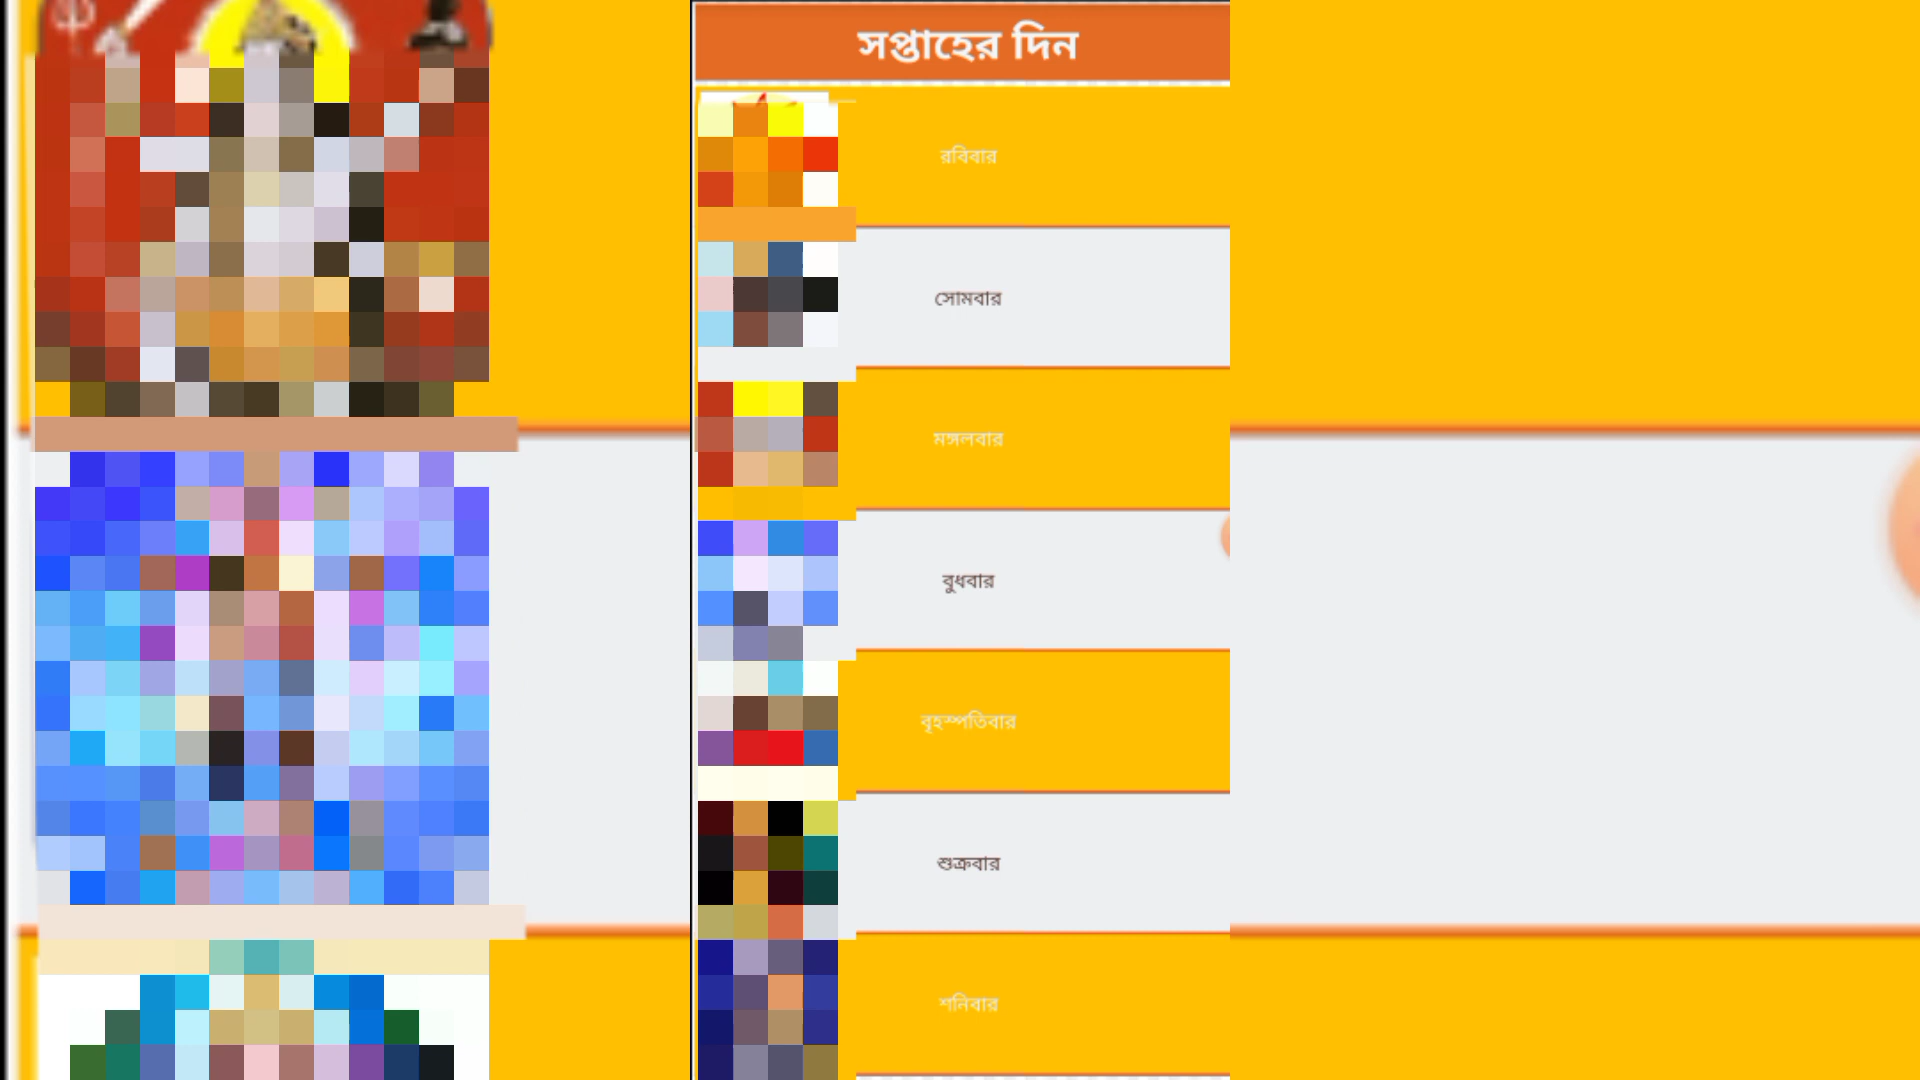 সপ্তাহের দিন
রবিবার
সোমবার
মঙ্গলবার
বুধবার
বৃহস্পতিবার
শুক্রবার
শনিবার